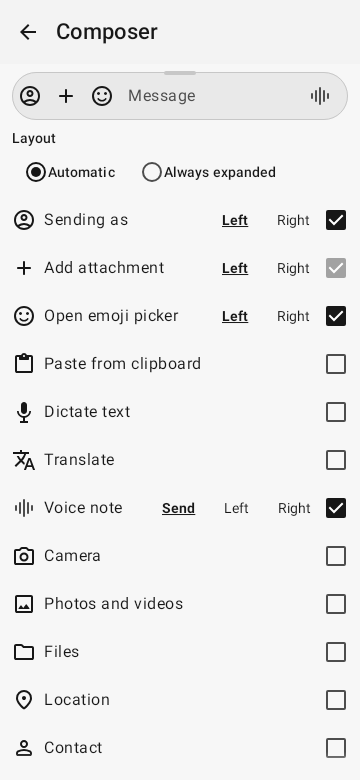 Composer
Message
Layout
Automatic Always expanded
Sending as Left Right
Add attachment Left Right
Open emoji picker Left Right
Paste from clipboard
Dictate text
Translate
Voice note Send Left Right
Camera
Photos and videos
Files
Location
Contact